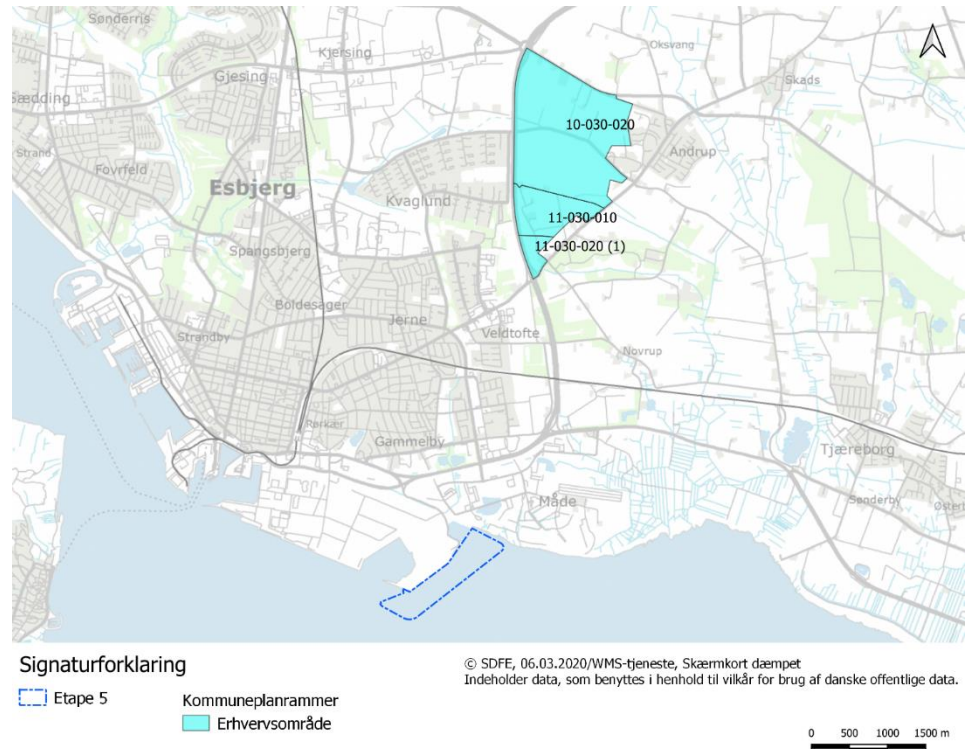 Sønderris
Kjersing
Oksvang
Gjesing
Skads
Sædding
10-030-020
Strand
Andrup
Fovrfeld
Esbjerg
Kvaglund
11-030-010
11-030-020 (1)
Spangsbjerg
Boldesager
Jerne
Strandby
Veldtofte
Novrup
Rørkær
Gammelby
Tjæreborg
Måde
Sønderby
Østerb
Signaturforklaring
Etape 5
Kommuneplanrammer
Erhvervsområde
© SDFE, 06.03.2020/WMS-tjeneste, Skærmkort dæmpet
Indeholder data, som benyttes i henhold til vilkår for brug af danske offentlige data.
0 500 1000 1500 m